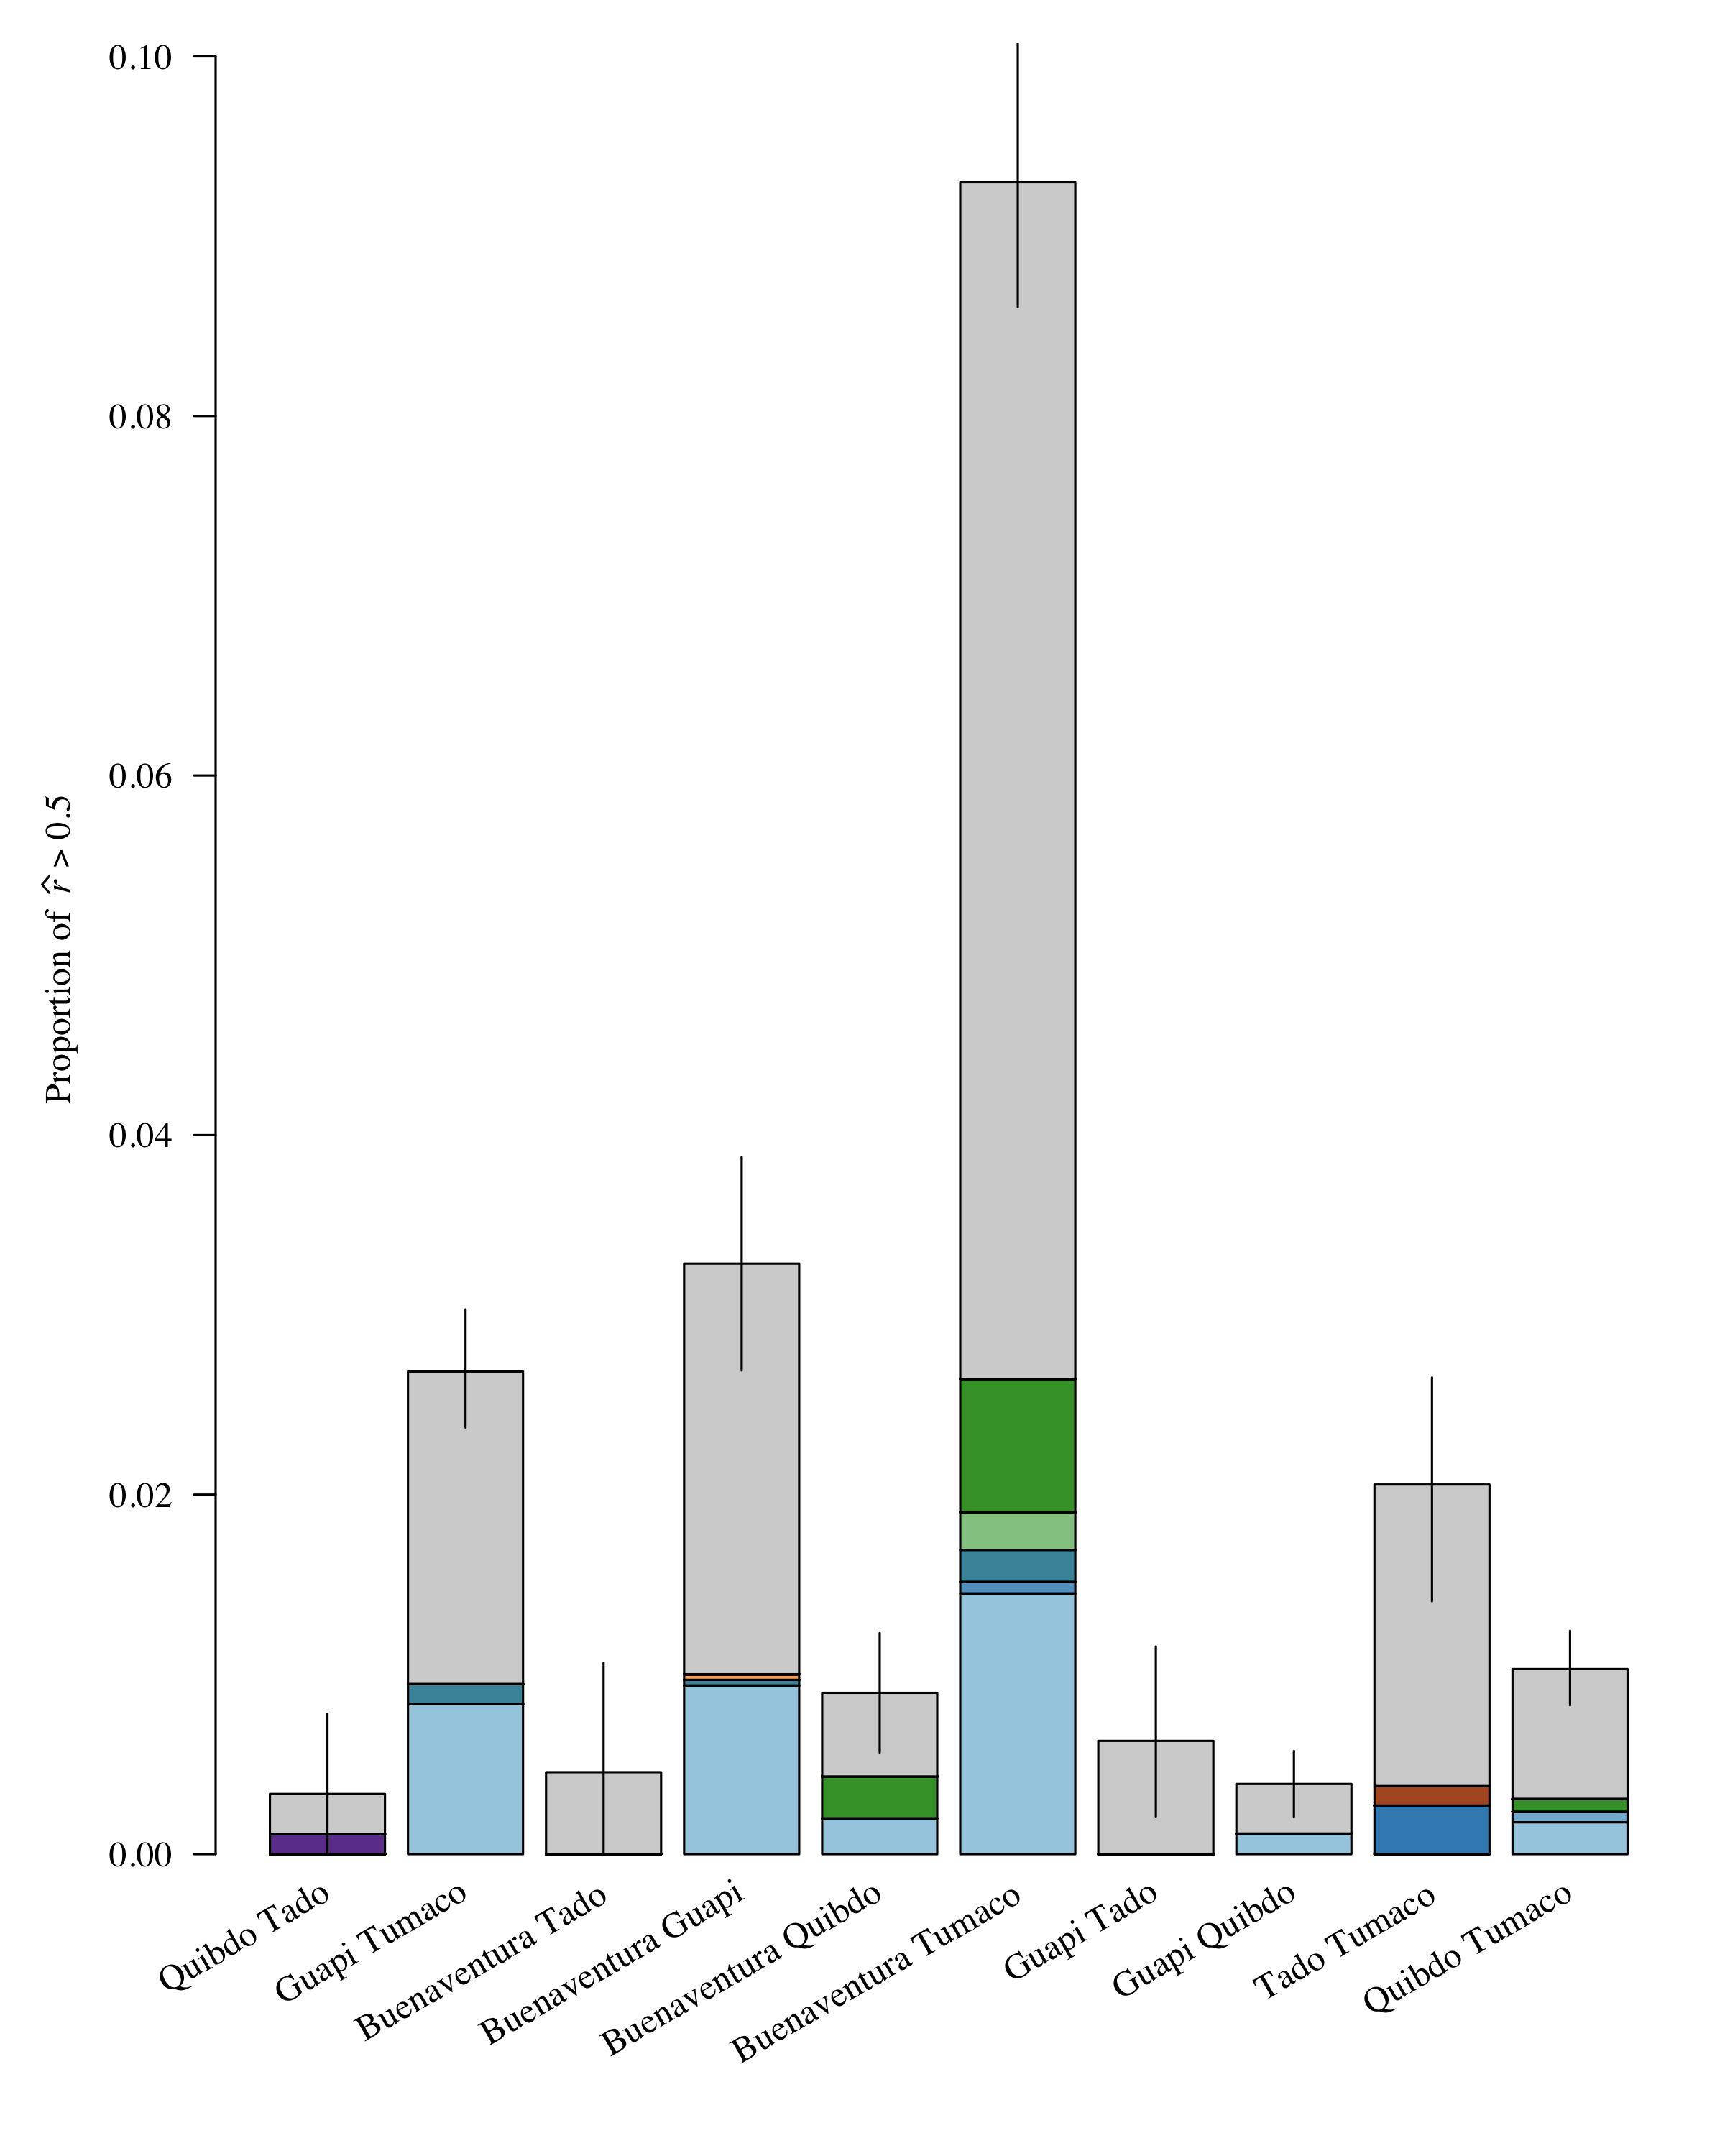 0.10
0.08
0.06
0.04
0.02
0.00
Proportion of r̂ > 0.5
Quibdo Tado
Guapi Tumaco
Buenaventura Tado
Buenaventura Guapi
Buenaventura Quibdo
Buenaventura Tumaco
Guapi Tado
Guapi Quibdo
Tado Tumaco
Quibdo Tumaco